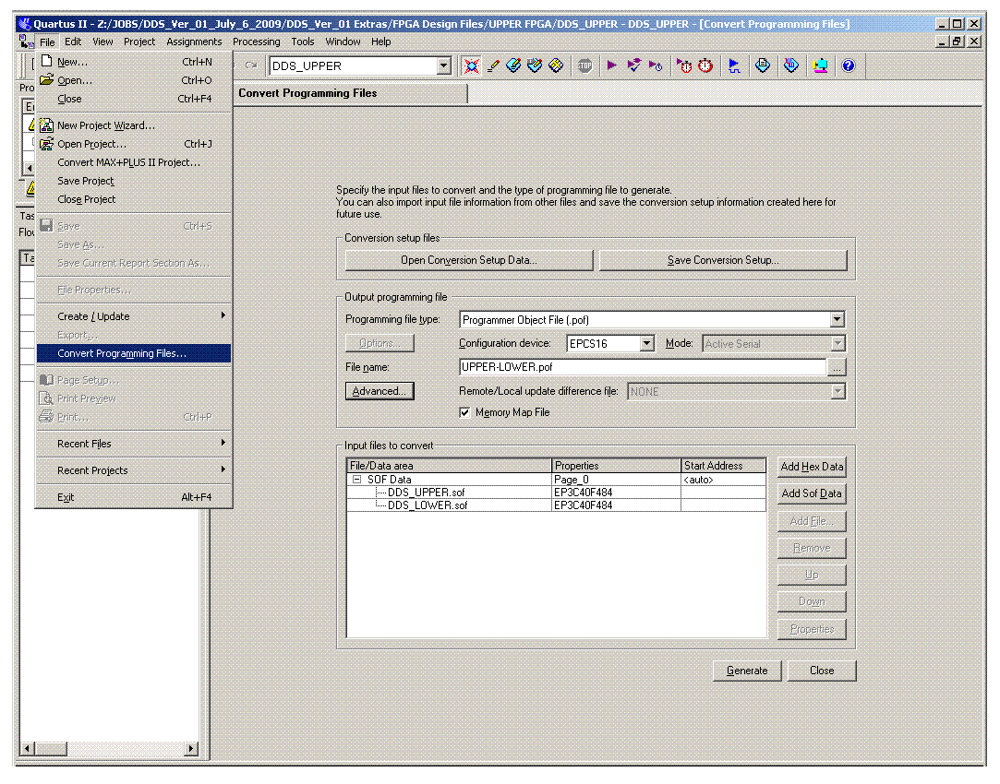 Quartus II - Z:/JOBS/DDS_Ver_01_July_6_2009/DDS_Ver_01 Extras/FPGA Design Files/UPPER FPGA/DDS_UPPER - DDS_UPPER - [Convert Programming Files]
File Edit View Project Assignments Processing Tools Window Help
New... Ctrl+N
DDS_UPPER
STOP
Open... Ctrl+O
Close Ctrl+F4
Convert Programming Files
New Project Wizard...
Open Project... Ctrl+J
Convert MAX+PLUS II Project...
Save Project
Close Project
Save Ctrl+S
Save As...
Save Current Report Section As...
File Properties...
Create / Update
Export...
Convert Programming Files...
Page Setup...
Print Preview
Print... Ctrl+P
Recent Files
Recent Projects
Exit Alt+F4
Specify the input files to convert and the type of programming file to generate.
You can also import input file information from other files and save the conversion setup information created here for
future use.
Conversion setup files
Open Conversion Setup Data... Save Conversion Setup...
Output programming file
Programming file type: Programmer Object File (.pof)
Options... Configuration device: EPCS16 Mode: Active Serial
File name: UPPER-LOWER.pof ...
Advanced... Remote/Local update difference file: NONE
Memory Map File
Input files to convert
File/Data area Properties Start Address
SOF Data Page_0 <auto>
DDS_UPPER.sof EP3C40F484
DDS_LOWER.sof EP3C40F484
Add Hex Data
Add Sof Data
Add File...
Remove
Up
Down
Properties
Generate Close